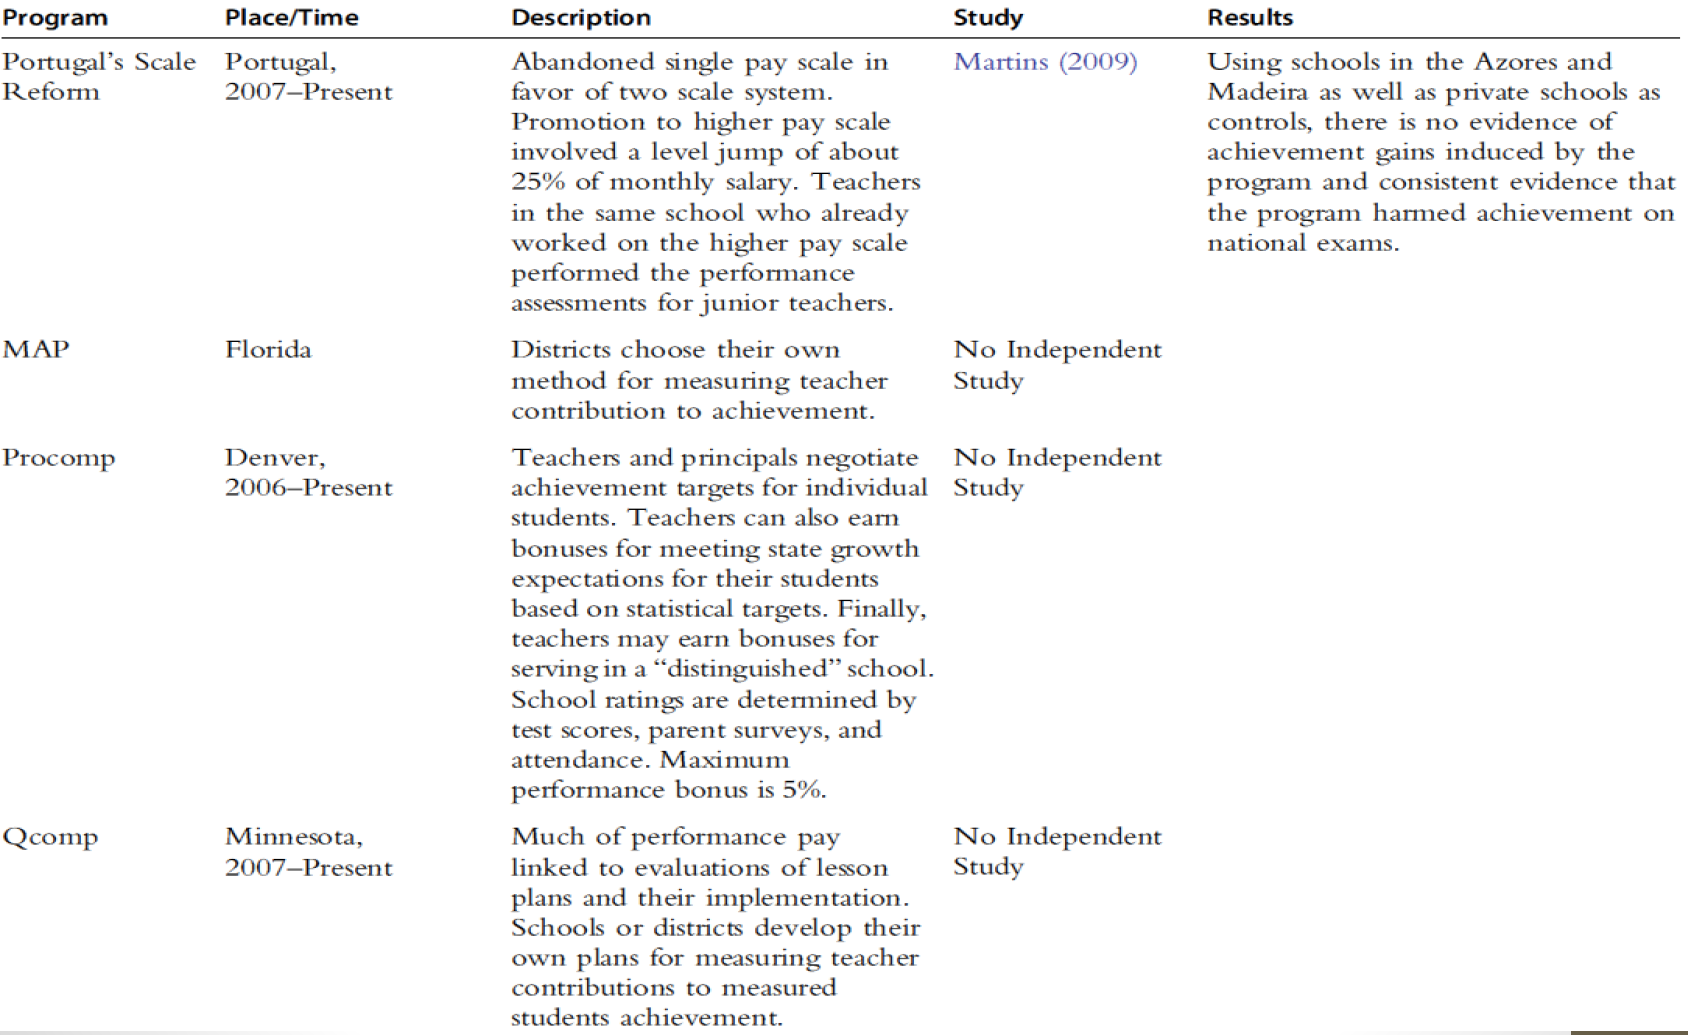 Program Place/Time Description Study Results
Portugal's Scale Reform
Portugal,
2007–Present
Abandoned single pay scale in
favor of two scale system.
Promotion to higher pay scale
involved a level jump of about
25% of monthly salary. Teachers
in the same school who already
worked on the higher pay scale
performed the performance
assessments for junior teachers.
Martins (2009)
Using schools in the Azores and
Madeira as well as private schools as
controls, there is no evidence of
achievement gains induced by the
program and consistent evidence that
the program harmed achievement on
national exams.
MAP
Florida
Districts choose their own
method for measuring teacher
contribution to achievement.
No Independent
Study
Procomp
Denver,
2006–Present
Teachers and principals negotiate
achievement targets for individual
students. Teachers can also earn
bonuses for meeting state growth
expectations for their students
based on statistical targets. Finally,
teachers may earn bonuses for
serving in a “distinguished” school.
School ratings are determined by
test scores, parent surveys, and
attendance. Maximum
performance bonus is 5%.
No Independent
Study
Qcomp
Minnesota,
2007–Present
Much of performance pay
linked to evaluations of lesson
plans and their implementation.
Schools or districts develop their
own plans for measuring teacher
contributions to measured
students achievement.
No Independent
Study